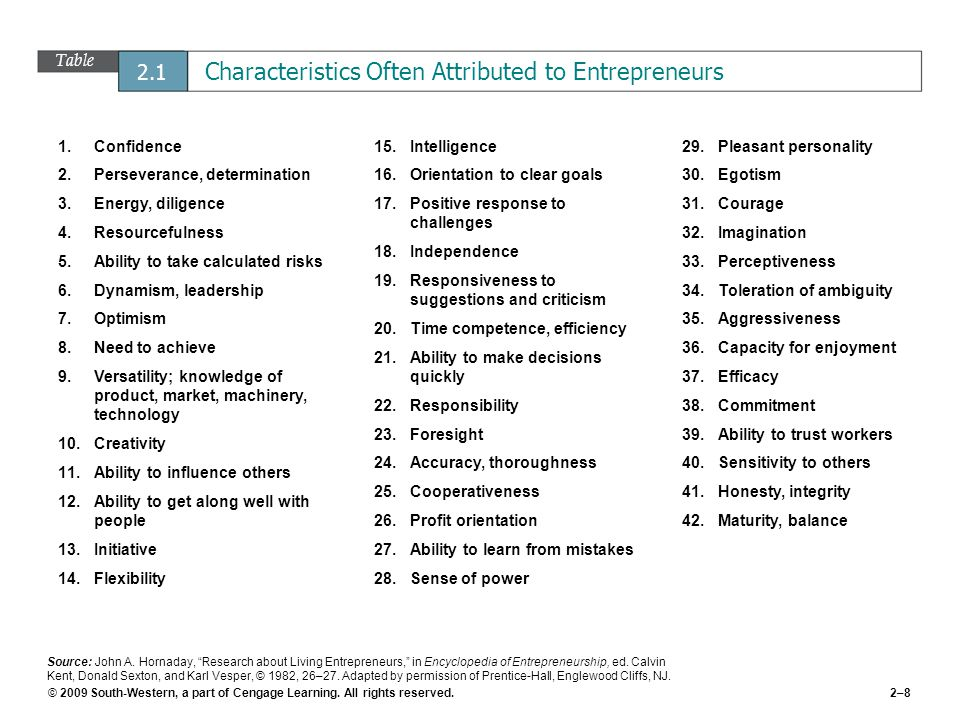 Table
2.1
Characteristics Often Attributed to Entrepreneurs
1. Confidence
2. Perseverance, determination
3. Energy, diligence
4. Resourcefulness
5. Ability to take calculated risks
6. Dynamism, leadership
7. Optimism
8. Need to achieve
9. Versatility; knowledge of
product, market, machinery,
technology
10. Creativity
11. Ability to influence others
12. Ability to get along well with
people
13. Initiative
14. Flexibility
15. Intelligence
16. Orientation to clear goals
17. Positive response to
challenges
18. Independence
19. Responsiveness to
suggestions and criticism
20. Time competence, efficiency
21. Ability to make decisions
quickly
22. Responsibility
23. Foresight
24. Accuracy, thoroughness
25. Cooperativeness
26. Profit orientation
27. Ability to learn from mistakes
28. Sense of power
29. Pleasant personality
30. Egotism
31. Courage
32. Imagination
33. Perceptiveness
34. Toleration of ambiguity
35. Aggressiveness
36. Capacity for enjoyment
37. Efficacy
38. Commitment
39. Ability to trust workers
40. Sensitivity to others
41. Honesty, integrity
42. Maturity, balance
Source: John A. Hornaday, “Research about Living Entrepreneurs,” in Encyclopedia of Entrepreneurship, ed. Calvin
Kent, Donald Sexton, and Karl Vesper, © 1982, 26–27. Adapted by permission of Prentice-Hall, Englewood Cliffs, NJ.
© 2009 South-Western, a part of Cengage Learning. All rights reserved.
2–8